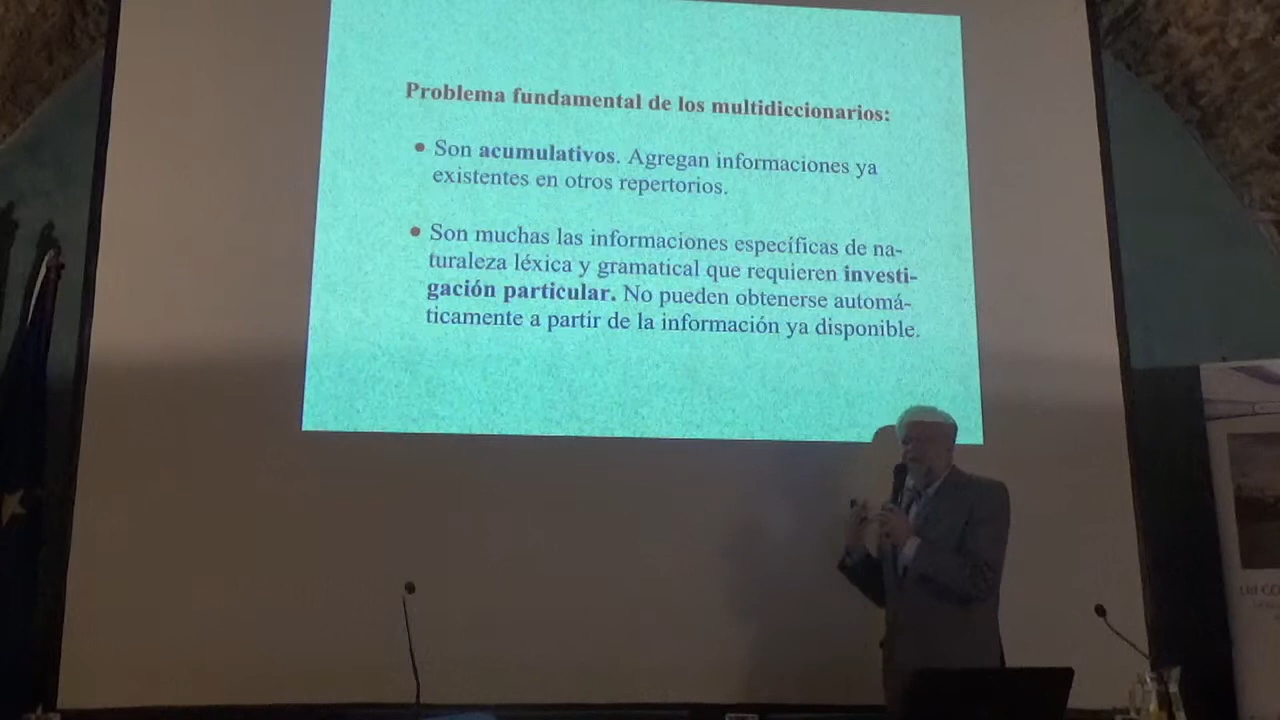 Problema fundamental de los multidiccionarios:
Son acumulativos. Agregan informaciones ya
existentes en otros repertorios.
Son muchas las informaciones específicas de na-
turaleza léxica y gramatical que requieren investi-
gación particular. No pueden obtenerse automá-
ticamente a partir de la información ya disponible.